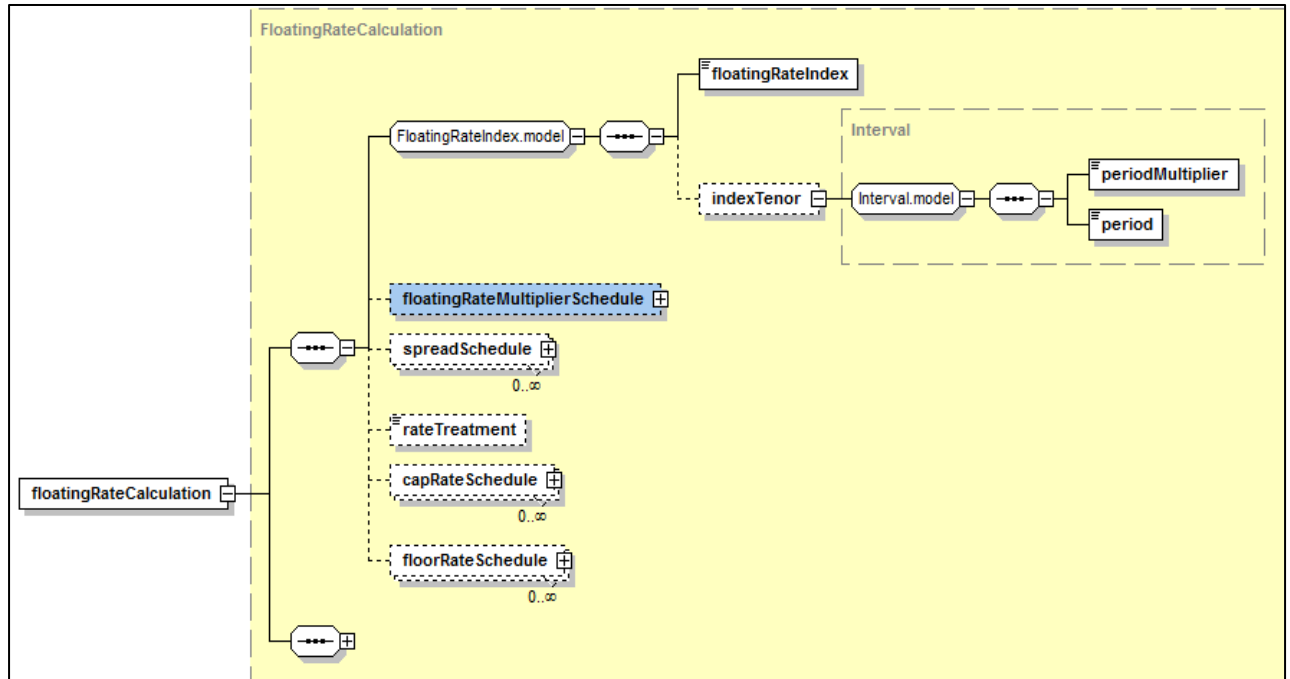 FloatingRateCalculation
floatingRateIndex
FloatingRateIndex.model
Interval
periodMultiplier
indexTenor
Interval.model
period
floatingRateMultiplierSchedule
spreadSchedule
0..∞
rateTreatment
capRateSchedule
0..∞
floatingRateCalculation
floorRateSchedule
0..∞